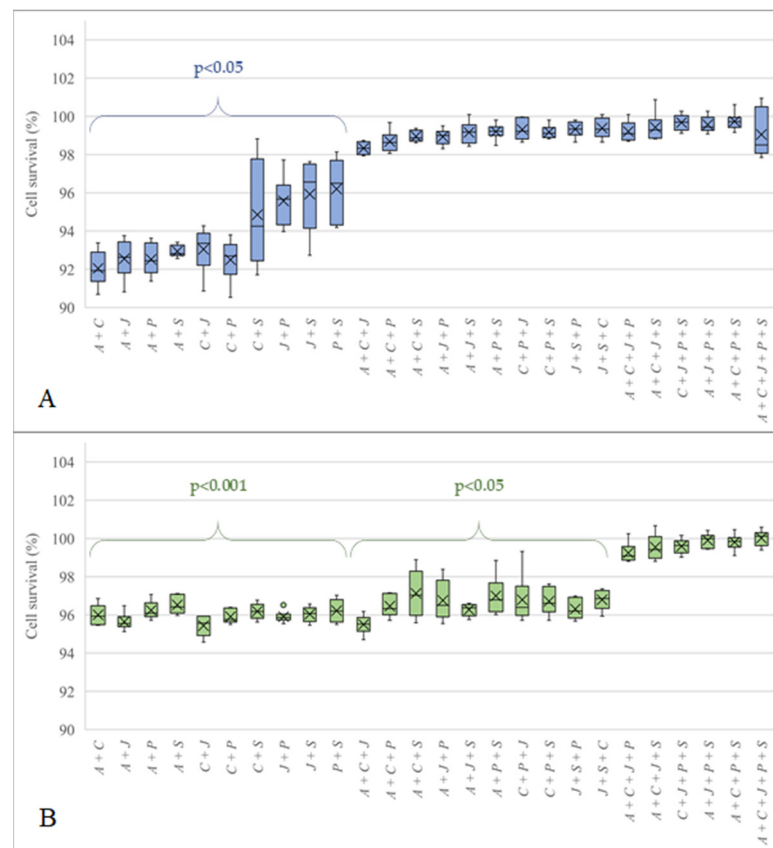 104
102
100
98
96
94
92
90
Cell survival (%)
p<0.05
A + C
A + J
A + P
A + S
C + J
C + P
C + S
J + P
J + S
P + S
A + C + J
A + C + P
A + C + S
A + J + P
A + J + S
A + P + S
C + P + J
C + P + S
J + S + P
J + S + C
A + C + J + P
A + C + J + S
C + J + P + S
A + J + P + S
A + C + P + S
A + C + J + P + S
A
104
102
100
98
96
94
92
90
Cell survival (%)
p<0.001
p<0.05
A + C
A + J
A + P
A + S
C + J
C + P
C + S
J + P
J + S
P + S
A + C + J
A + C + P
A + C + S
A + J + P
A + J + S
A + P + S
C + P + J
C + P + S
J + S + P
J + S + C
A + C + J + P
A + C + J + S
C + J + P + S
A + J + P + S
A + C + P + S
A + C + J + P + S
B